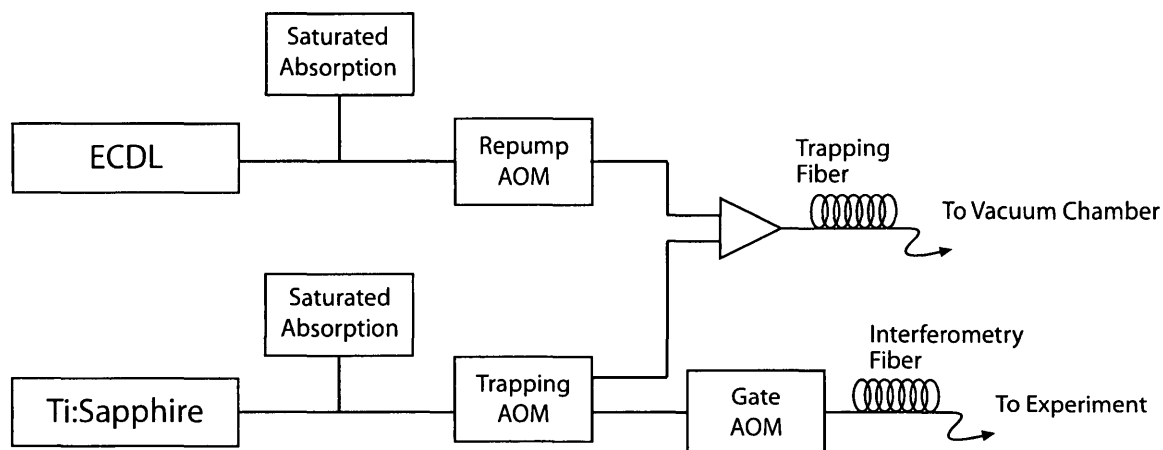 Saturated
Absorption
ECDL
Repump
AOM
Trapping
Fiber
To Vacuum Chamber
Saturated
Absorption
Interferometry
Fiber
Ti:Sapphire
Trapping
AOM
Gate
AOM
To Experiment